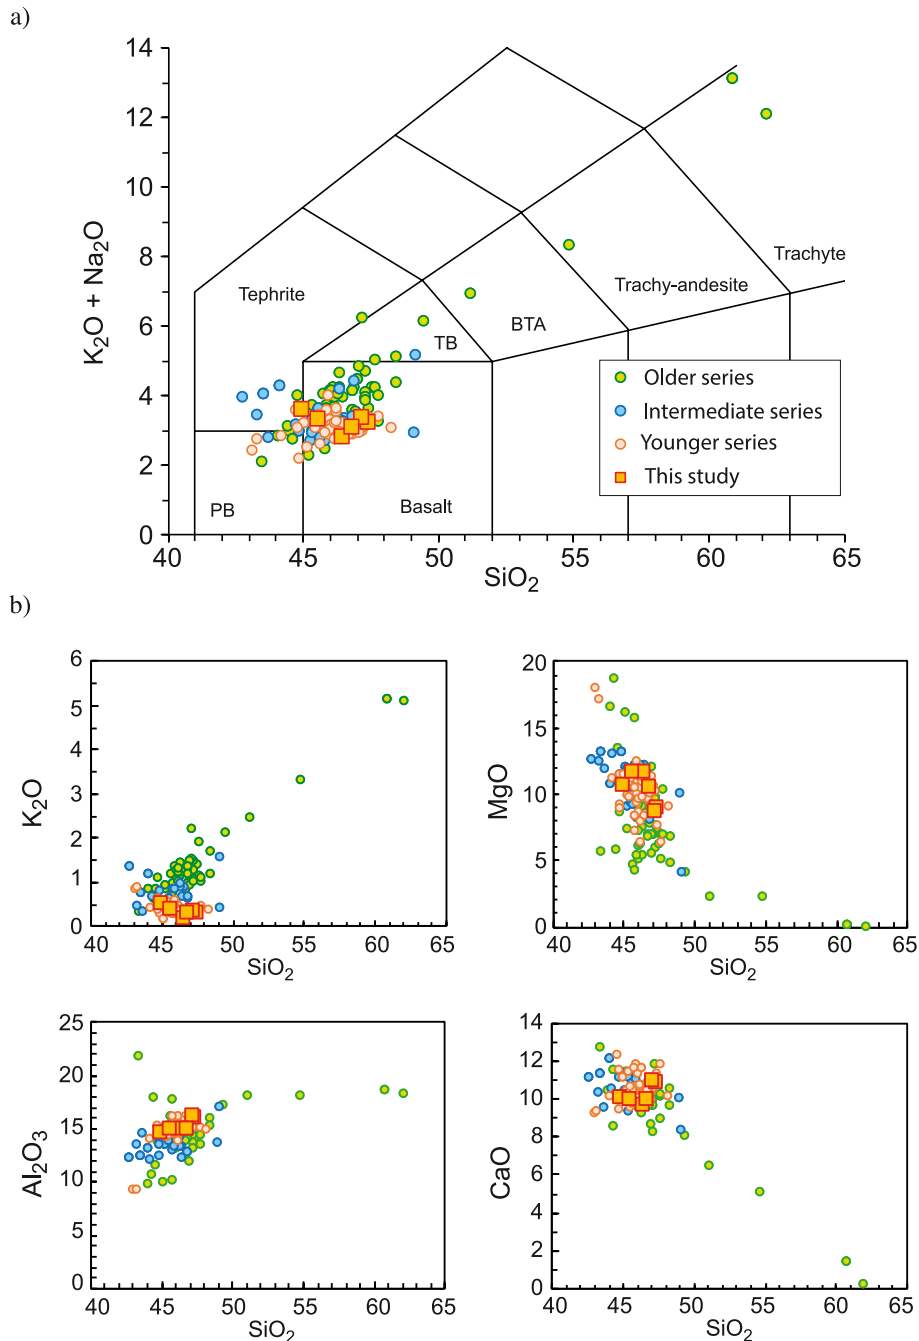 a)
14
12
10
8
6
4
2
0
K₂O + Na₂O
Tephrite
Trachyte
Trachy-andesite
BTA
TB
PB
Basalt
Older series
Intermediate series
Younger series
This study
40 45 50 55 60 65
SiO₂
b)
6
5
4
3
2
1
0
K₂O
40 45 50 55 60 65
SiO₂
20
15
10
5
0
MgO
40 45 50 55 60 65
SiO₂
25
20
15
10
5
0
Al₂O₃
40 45 50 55 60 65
SiO₂
14
12
10
8
6
4
2
0
CaO
40 45 50 55 60 65
SiO₂